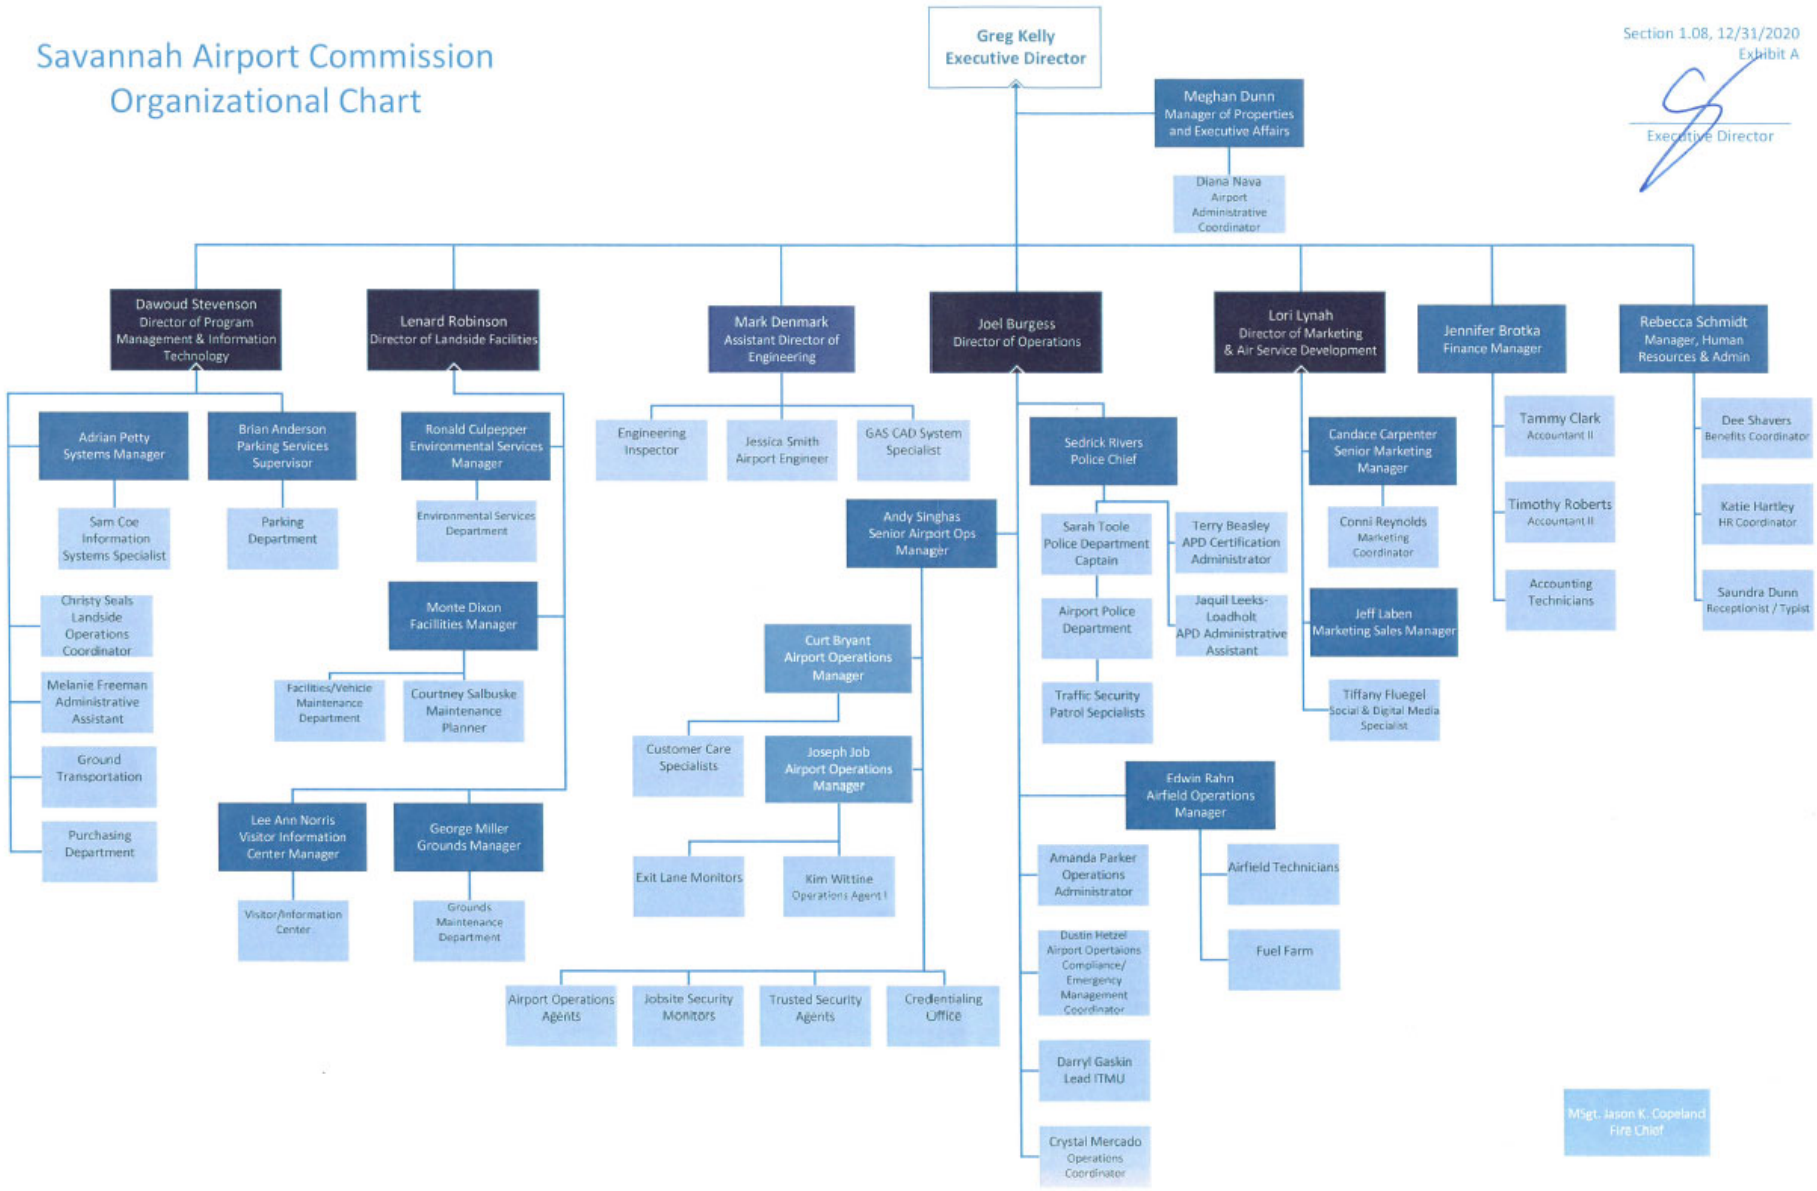 Savannah Airport Commission
Organizational Chart
Greg Kelly
Executive Director
Section 1.08, 12/31/2020
Exhibit A
Executive Director
Meghan Dunn
Manager of Properties
and Executive Affairs
Diana Nava
Airport
Administrative
Coordinator
Dawoud Stevenson
Director of Program
Management & Information
Technology
Lenard Robinson
Director of Landside Facilities
Mark Denmark
Assistant Director of
Engineering
Joel Burgess
Director of Operations
Lori Lynah
Director of Marketing
& Air Service Development
Jennifer Brotka
Finance Manager
Rebecca Schmidt
Manager, Human
Resources & Admin
Adrian Petty
Systems Manager
Brian Anderson
Parking Services
Supervisor
Sam Coe
Information
Systems Specialist
Parking
Department
Christy Seals
Landside
Operations
Coordinator
Melanie Freeman
Administrative
Assistant
Ground
Transportation
Purchasing
Department
Ronald Culpepper
Environmental Services
Manager
Environmental Services
Department
Monte Dixon
Facillities Manager
Facilities/Vehicle
Maintenance
Department
Courtney Salbuske
Maintenance
Planner
Lee Ann Norris
Visitor Information
Center Manager
George Miller
Grounds Manager
Visitor/Information
Center
Grounds
Maintenance
Department
Engineering
Inspector
Jessica Smith
Airport Engineer
GAS CAD System
Specialist
Andy Singhas
Senior Airport Ops
Manager
Curt Bryant
Airport Operations
Manager
Customer Care
Specialists
Joseph Job
Airport Operations
Manager
Exit Lane Monitors
Kim Wittine
Operations Agent I
Airport Operations
Agents
Jobsite Security
Monitors
Trusted Security
Agents
Credentialing
Office
Sedrick Rivers
Police Chief
Sarah Toole
Police Department
Captain
Terry Beasley
APD Certification
Administrator
Airport Police
Department
Jaquil Leeks-
Loadholt
APD Administrative
Assistant
Traffic Security
Patrol Sepcialists
Edwin Rahn
Airfield Operations
Manager
Airfield Technicians
Fuel Farm
Amanda Parker
Operations
Administrator
Dustin Hetzel
Airport Opertaions
Compliance/
Emergency
Management
Coordinator
Darryl Gaskin
Lead ITMU
Crystal Mercado
Operations
Coordinator
Candace Carpenter
Senior Marketing
Manager
Conni Reynolds
Marketing
Coordinator
Jeff Laben
Marketing Sales Manager
Tiffany Fluegel
Social & Digital Media
Specialist
Tammy Clark
Accountant II
Timothy Roberts
Accountant II
Accounting
Technicians
Dee Shavers
Benefits Coordinator
Katie Hartley
HR Coordinator
Saundra Dunn
Receptionist / Typist
MSgt. Jason K. Copeland
Fire Chief